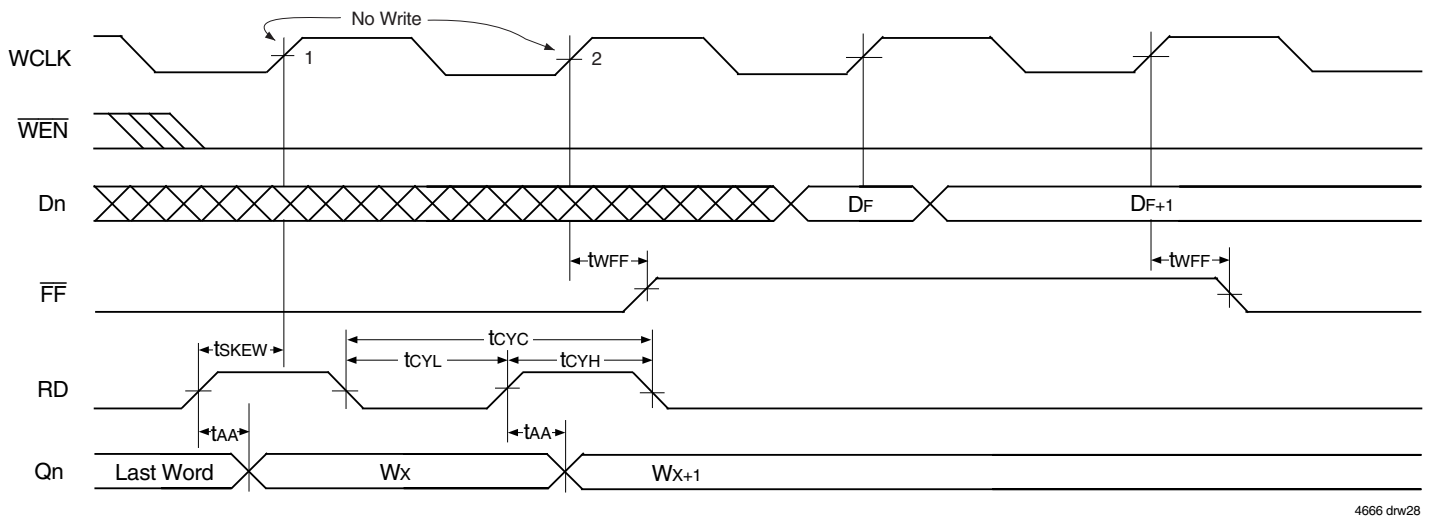 No Write
WCLK
1
2
WEN
Dn
DF
DF+1
tWFF
tWFF
FF
tSKEW
tCYC
tCYL
tCYH
RD
tAA
tAA
Qn
Last Word
WX
WX+1
4666 drw28